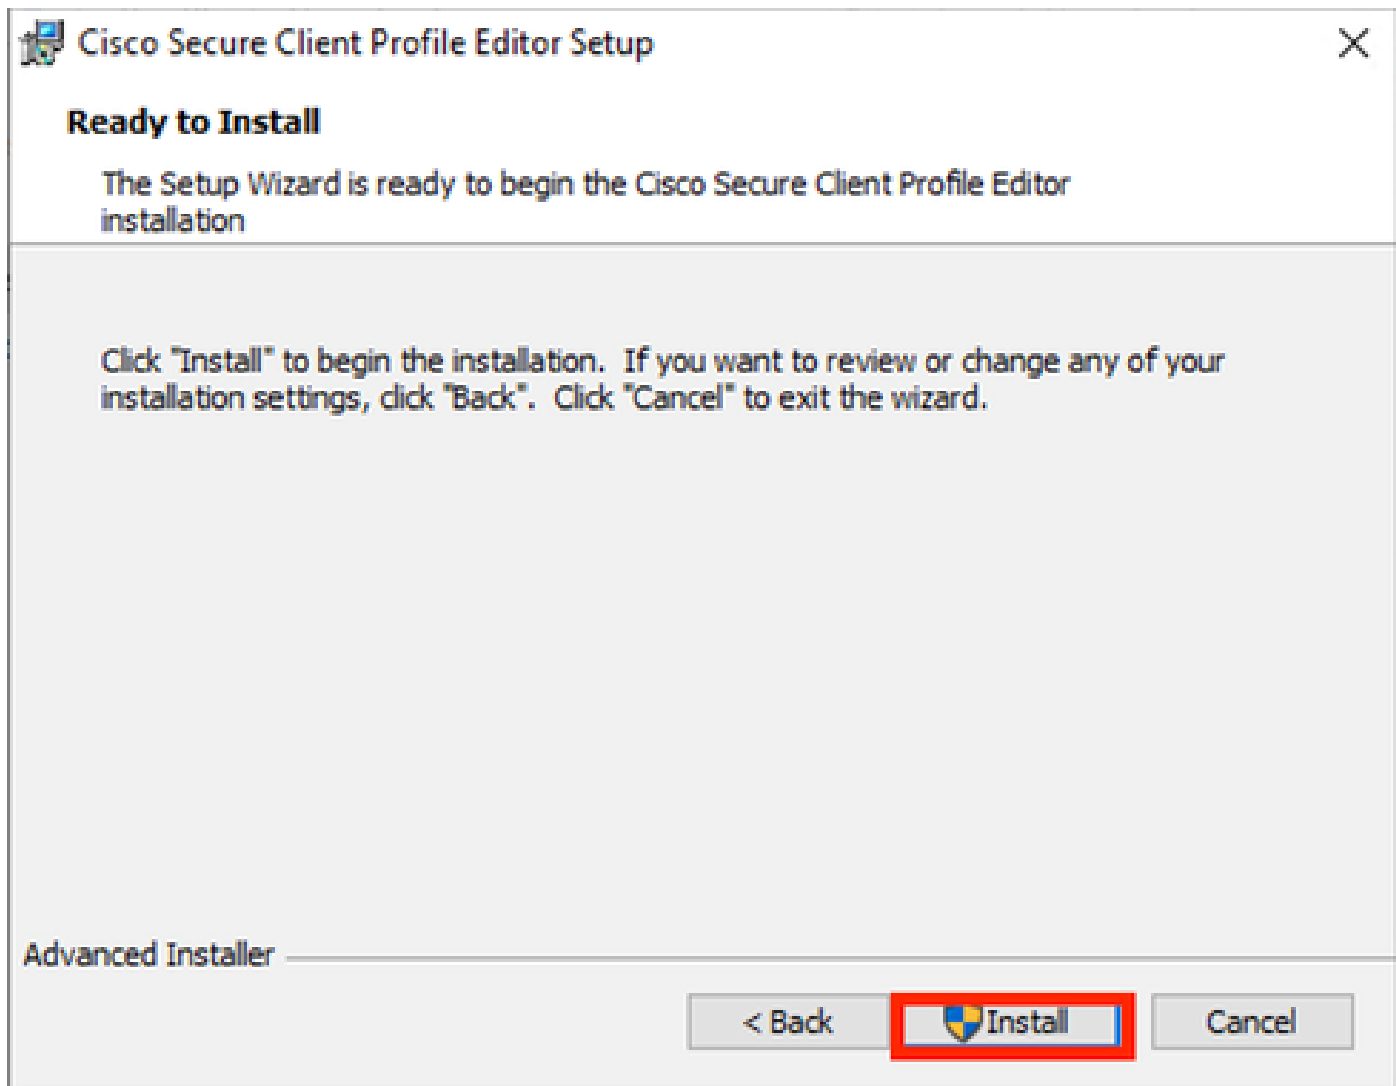 Cisco Secure Client Profile Editor Setup
Ready to Install
The Setup Wizard is ready to begin the Cisco Secure Client Profile Editor
installation
Click "Install" to begin the installation.  If you want to review or change any of your
installation settings, click "Back".  Click "Cancel" to exit the wizard.
Advanced Installer
< Back
Install
Cancel